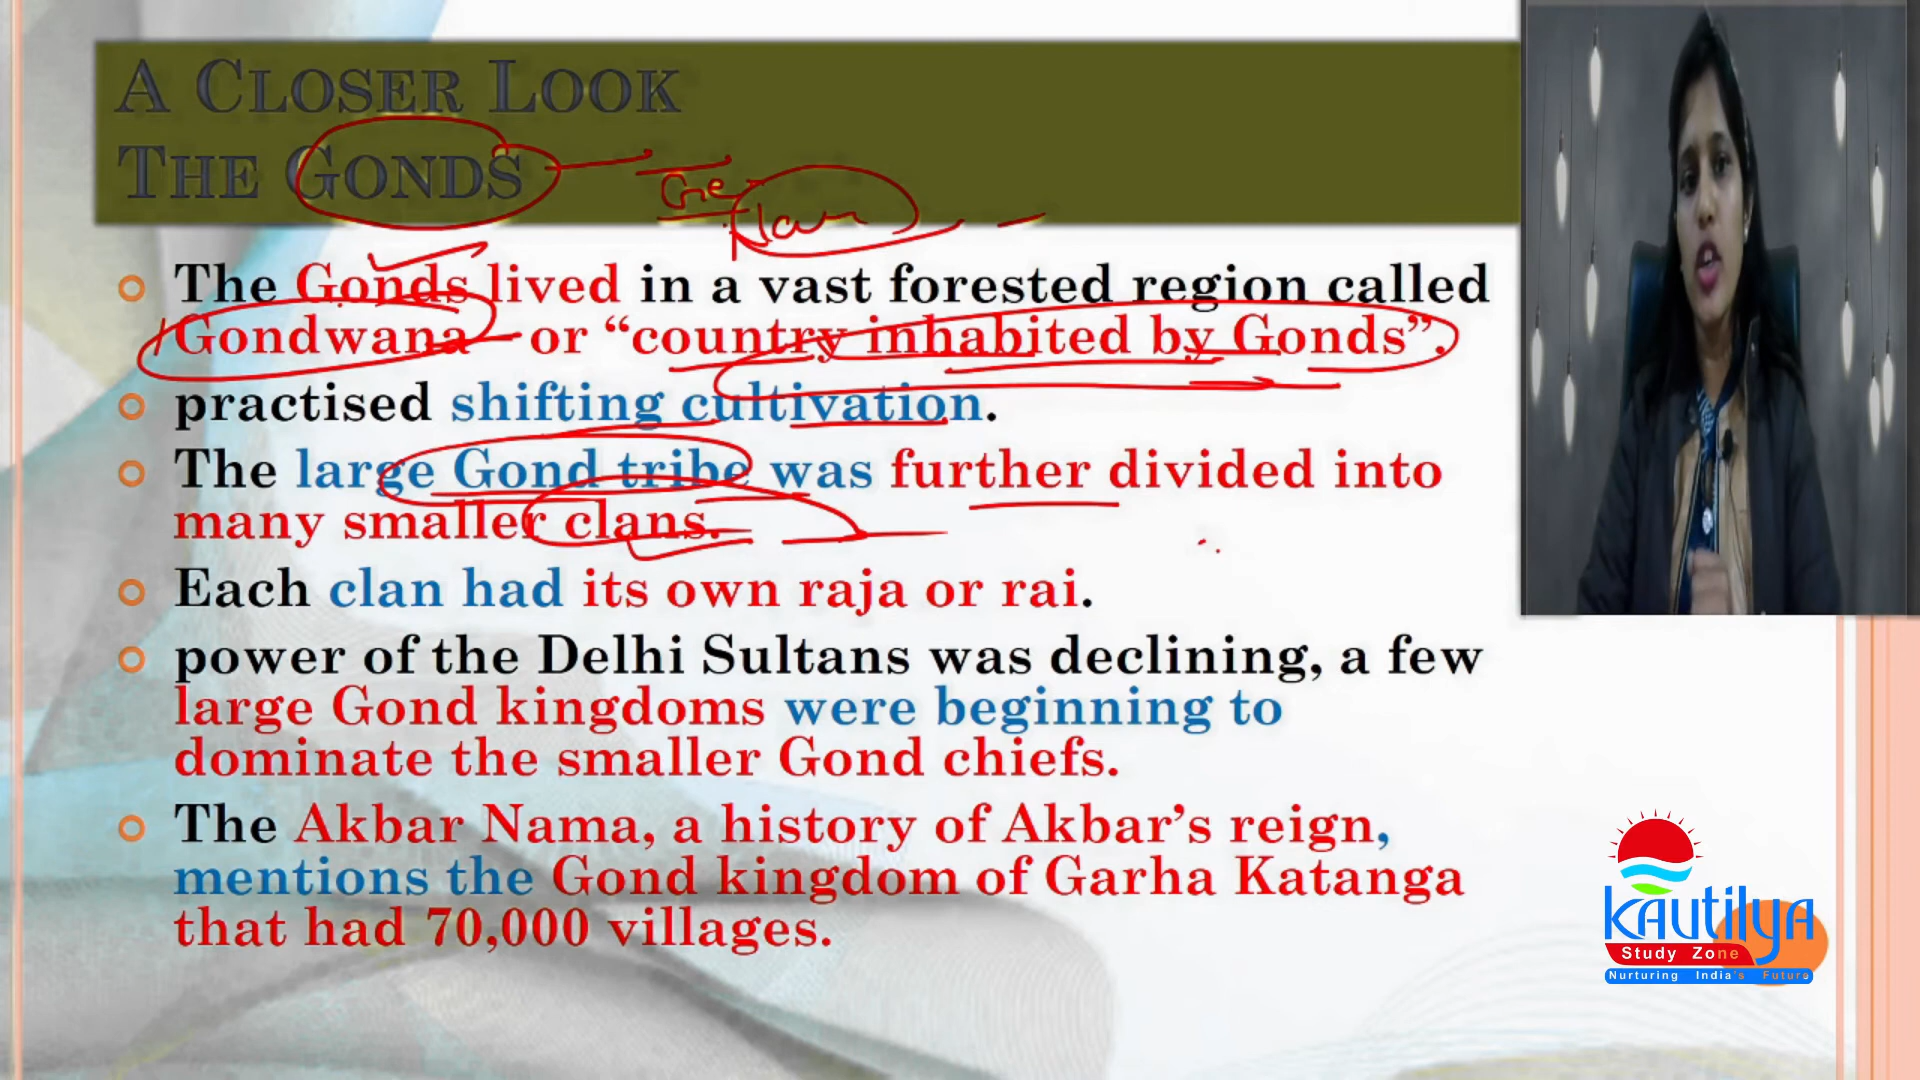 A CLOSER LOOK
THE GONDS
clan
The Gonds lived in a vast forested region called
Gondwana or “country inhabited by Gonds”.
practised shifting cultivation.
The large Gond tribe was further divided into
many smaller clans.
Each clan had its own raja or rai.
power of the Delhi Sultans was declining, a few
large Gond kingdoms were beginning to
dominate the smaller Gond chiefs.
The Akbar Nama, a history of Akbar’s reign,
mentions the Gond kingdom of Garha Katanga
that had 70,000 villages.
KAUTILYA
Study Zone
Nurturing India's Future